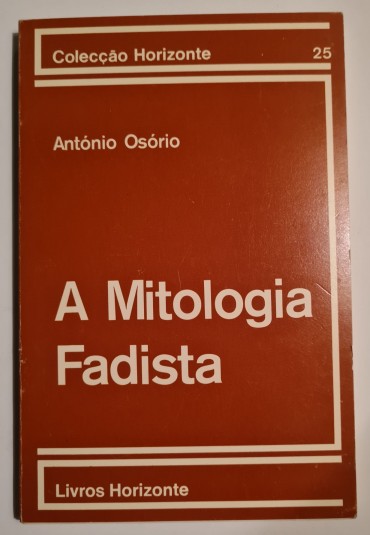 Colecção Horizonte 25
António Osório
A Mitologia
Fadista
Livros Horizonte